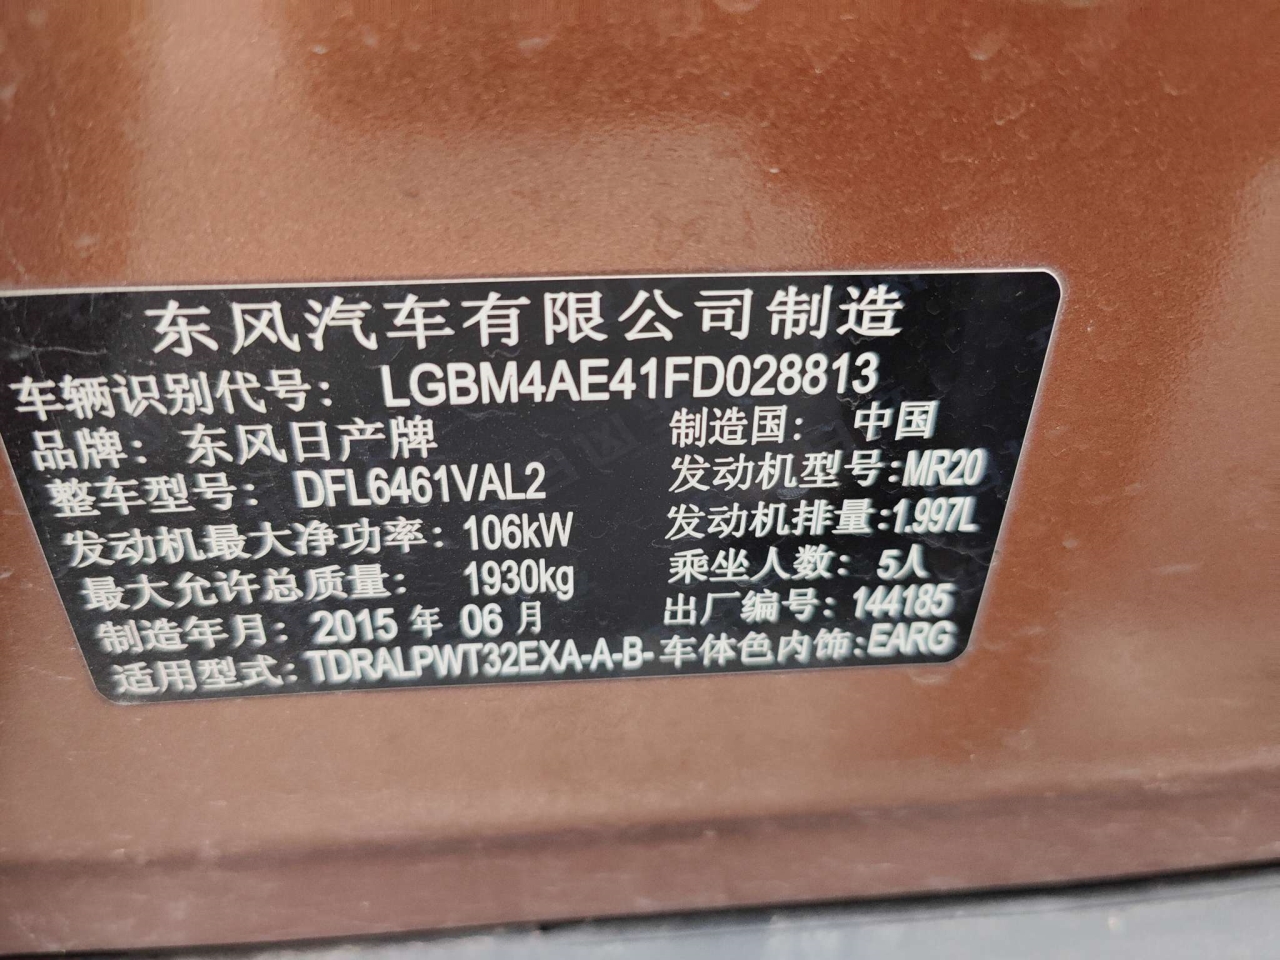 东风汽车有限公司制造
车辆识别代号: LGBM4AE41FD028813
品牌: 东风日产牌 制造国: 中国
整车型号: DFL6461VAL2 发动机型号:MR20
发动机最大净功率: 106kW 发动机排量:1.997L
最大允许总质量: 1930kg 乘坐人数: 5人
制造年月: 2015 年 06 月 出厂编号: 144185
适用型式: TDRALPWT32EXA-A-B- 车体色内饰:EARG